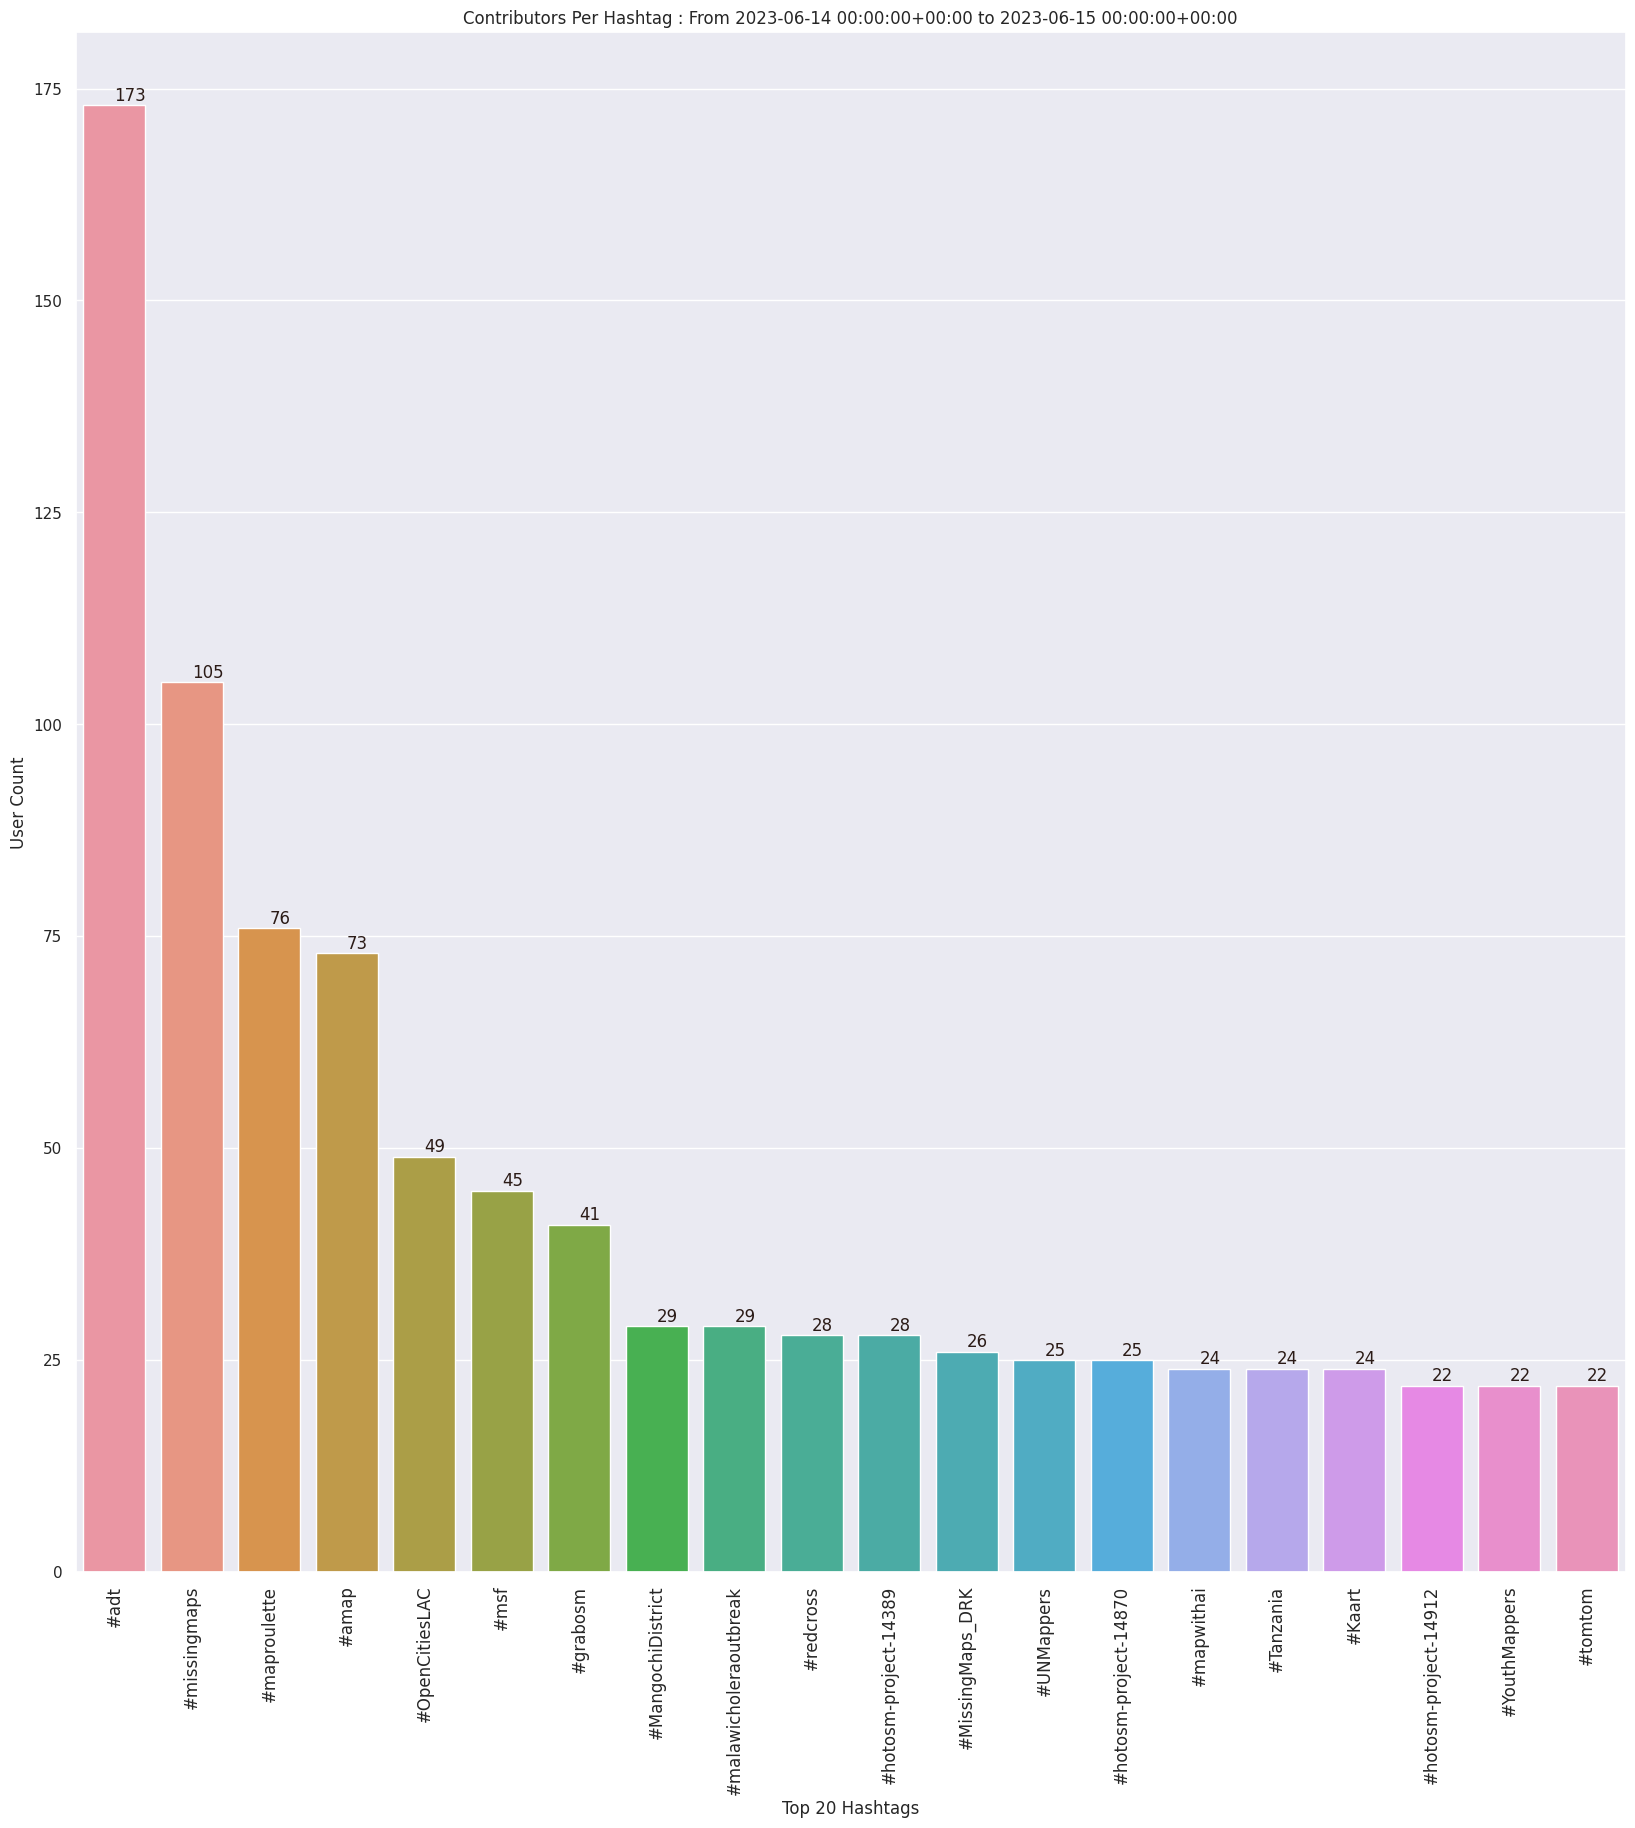 Contributors Per Hashtag : From 2023-06-14 00:00:00+00:00 to 2023-06-15 00:00:00+00:00
User Count
175
150
125
100
75
50
25
0
173
105
76
73
49
45
41
29
29
28
28
26
25
25
24
24
24
22
22
22
#adt
#missingmaps
#maproulette
#amap
#OpenCitiesLAC
#msf
#grabosm
#MangochiDistrict
#malawicholeraoutbreak
#redcross
#hotosm-project-14389
#MissingMaps_DRK
#UNMappers
#hotosm-project-14870
#mapwithai
#Tanzania
#Kaart
#hotosm-project-14912
#YouthMappers
#tomtom
Top 20 Hashtags